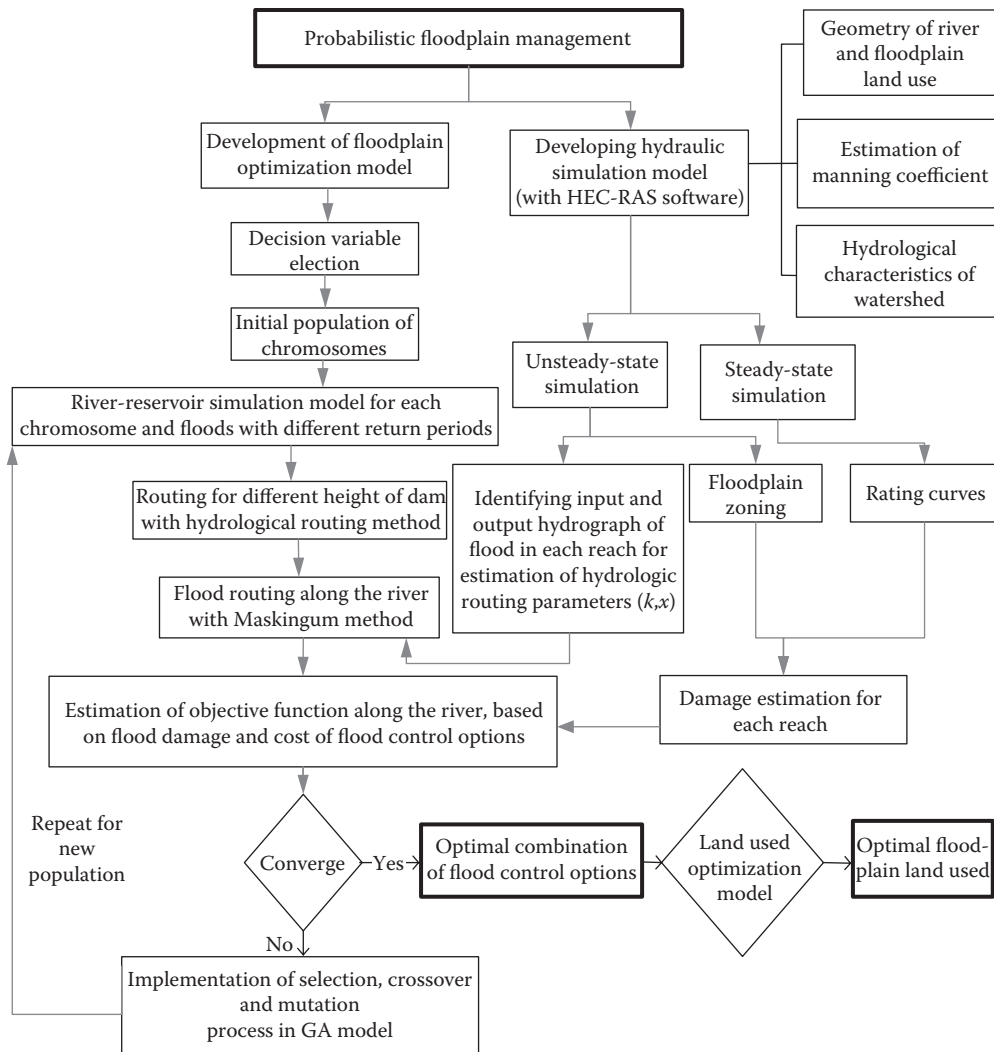 Probabilistic floodplain management
Geometry of river
and floodplain
land use
Development of floodplain
optimization model
Developing hydraulic
simulation model
(with HEC-RAS software)
Estimation of
manning coefficient
Decision variable
election
Hydrological
characteristics of
watershed
Initial population of
chromosomes
Unsteady-state
simulation
Steady-state
simulation
River-reservoir simulation model for each
chromosome and floods with different return periods
Routing for different height of dam
with hydrological routing method
Identifying input and
output hydrograph of
flood in each reach for
estimation of hydrologic
routing parameters (k,x)
Floodplain
zoning
Rating curves
Flood routing along the river
with Maskingum method
Estimation of objective function along the river, based
on flood damage and cost of flood control options
Damage estimation for
each reach
Repeat for
new
population
Converge
Yes
Optimal combination
of flood control options
Land used
optimization
model
Optimal flood-
plain land used
No
Implementation of selection, crossover
and mutation
process in GA model